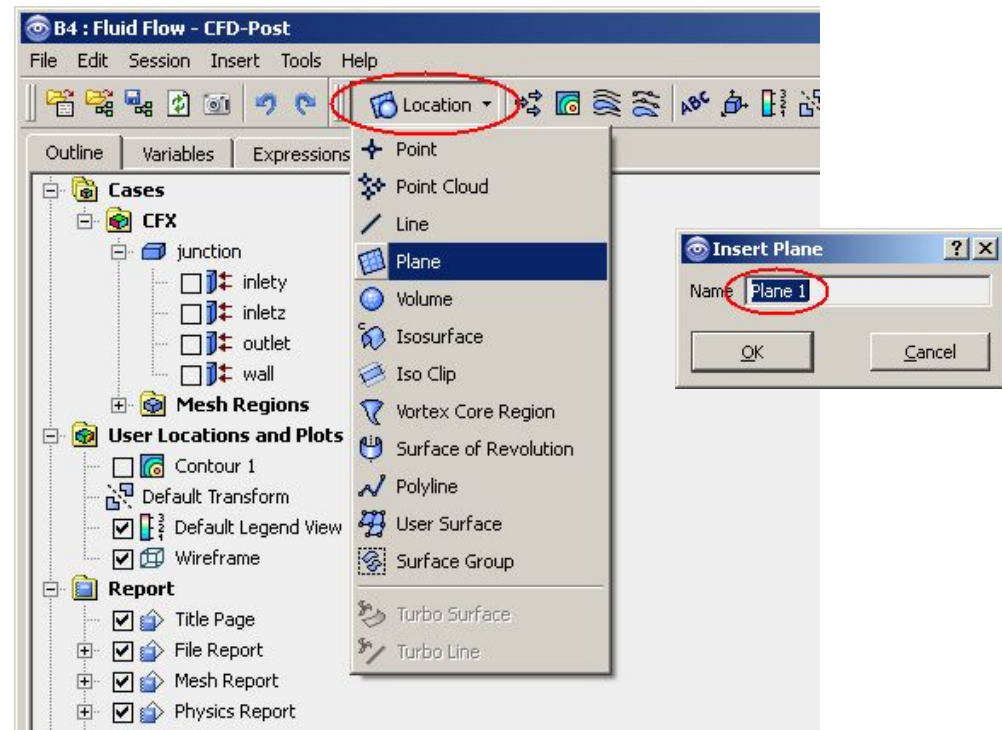 B4 : Fluid Flow - CFD-Post
File Edit Session Insert Tools Help
Location
ABC
Outline Variables Expressions
Cases
CFX
junction
inlety
inletz
outlet
wall
Mesh Regions
User Locations and Plots
Contour 1
Default Transform
Default Legend View
Wireframe
Report
Title Page
File Report
Mesh Report
Physics Report
Point
Point Cloud
Line
Plane
Volume
Isosurface
Iso Clip
Vortex Core Region
Surface of Revolution
Polyline
User Surface
Surface Group
Turbo Surface
Turbo Line
Insert Plane
Name Plane 1
OK Cancel